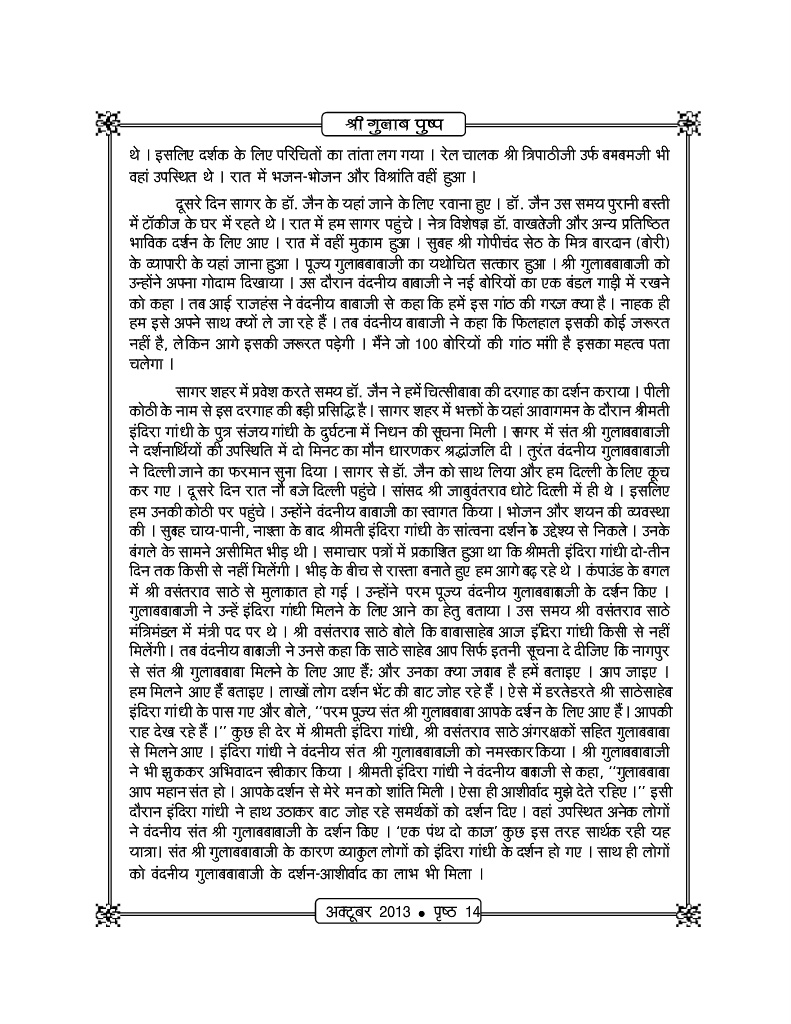 श्री गुलाब पुष्प
थे । इसलिए दर्शक के लिए परिचितों का तांता लग गया । रेल चालक श्री त्रिपाठीजी उर्फ बमबमजी भी
वहां उपस्थित थे । रात में भजन-भोजन और विश्रांति वहीं हुआ ।
दूसरे दिन सागर के डॉ. जैन के यहां जाने के लिए रवाना हुए । डॉ. जैन उस समय पुरानी बस्ती
में टॉकीज के घर में रहते थे । रात में हम सागर पहुंचे । नेत्र विशेषज्ञ डॉ. वाखलेजी और अन्य प्रतिष्ठित
भाविक दर्शन के लिए आए । रात में वहीं मुकाम हुआ । सुबह श्री गोपीचंद सेठ के मित्र बारदान (बोरी)
के व्यापारी के यहां जाना हुआ । पूज्य गुलाबबाबाजी का यथोचित सत्कार हुआ । श्री गुलाबबाबाजी को
उन्होंने अपना गोदाम दिखाया । उस दौरान वंदनीय बाबाजी ने नई बोरियों का एक बंडल गाड़ी में रखने
को कहा । तब आई राजहंस ने वंदनीय बाबाजी से कहा कि हमें इस गांठ की गरज क्या है । नाहक ही
हम इसे अपने साथ क्यों ले जा रहे हैं । तब वंदनीय बाबाजी ने कहा कि फिलहाल इसकी कोई जरूरत
नहीं है, लेकिन आगे इसकी जरूरत पड़ेगी । मैंने जो 100 बोरियों की गांठ मांगी है इसका महत्व पता
चलेगा ।
सागर शहर में प्रवेश करते समय डॉ. जैन ने हमें चित्सीबाबा की दरगाह का दर्शन कराया । पीली
कोठी के नाम से इस दरगाह की बड़ी प्रसिद्धि है । सागर शहर में भक्तों के यहां आवागमन के दौरान श्रीमती
इंदिरा गांधी के पुत्र संजय गांधी के दुर्घटना में निधन की सूचना मिली । सागर में संत श्री गुलाबबाबाजी
ने दर्शनार्थियों की उपस्थिति में दो मिनट का मौन धारणकर श्रद्धांजलि दी । तुरंत वंदनीय गुलाबबाबाजी
ने दिल्ली जाने का फरमान सुना दिया । सागर से डॉ. जैन को साथ लिया और हम दिल्ली के लिए कूच
कर गए । दूसरे दिन रात नौ बजे दिल्ली पहुंचे । सांसद श्री जाबुवंतराव धोटे दिल्ली में ही थे । इसलिए
हम उनकी कोठी पर पहुंचे । उन्होंने वंदनीय बाबाजी का स्वागत किया । भोजन और शयन की व्यवस्था
की । सुबह चाय-पानी, नाश्ता के बाद श्रीमती इंदिरा गांधी के सांत्वना दर्शन के उद्देश्य से निकले । उनके
बंगले के सामने असीमित भीड़ थी । समाचार पत्रों में प्रकाशित हुआ था कि श्रीमती इंदिरा गांधी दो-तीन
दिन तक किसी से नहीं मिलेंगी । भीड़ के बीच से रास्ता बनाते हुए हम आगे बढ़ रहे थे । कंपाउंड के बगल
में श्री वसंतराव साठे से मुलाकात हो गई । उन्होंने परम पूज्य वंदनीय गुलाबबाबाजी के दर्शन किए ।
गुलाबबाबाजी ने उन्हें इंदिरा गांधी मिलने के लिए आने का हेतु बताया । उस समय श्री वसंतराव साठे
मंत्रिमंडल में मंत्री पद पर थे । श्री वसंतराव साठे बोले कि बाबासाहेब आज इंदिरा गांधी किसी से नहीं
मिलेंगी । तब वंदनीय बाबाजी ने उनसे कहा कि साठे साहेब आप सिर्फ इतनी सूचना दे दीजिए कि नागपुर
से संत श्री गुलाबबाबा मिलने के लिए आए हैं; और उनका क्या जवाब है हमें बताइए । आप जाइए ।
हम मिलने आए हैं बताइए । लाखों लोग दर्शन भेंट की बाट जोह रहे हैं । ऐसे में डरते-डरते श्री साठेसाहेब
इंदिरा गांधी के पास गए और बोले, ''परम पूज्य संत श्री गुलाबबाबा आपके दर्शन के लिए आए हैं । आपकी
राह देख रहे हैं ।'' कुछ ही देर में श्रीमती इंदिरा गांधी, श्री वसंतराव साठे अंगरक्षकों सहित गुलाबबाबा
से मिलने आए । इंदिरा गांधी ने वंदनीय संत श्री गुलाबबाबाजी को नमस्कार किया । श्री गुलाबबाबाजी
ने भी झुककर अभिवादन स्वीकार किया । श्रीमती इंदिरा गांधी ने वंदनीय बाबाजी से कहा, ''गुलाबबाबा
आप महान संत हो । आपके दर्शन से मेरे मन को शांति मिली । ऐसा ही आशीर्वाद मुझे देते रहिए ।'' इसी
दौरान इंदिरा गांधी ने हाथ उठाकर बाट जोह रहे समर्थकों को दर्शन दिए । वहां उपस्थित अनेक लोगों
ने वंदनीय संत श्री गुलाबबाबाजी के दर्शन किए । 'एक पंथ दो काज' कुछ इस तरह सार्थक रही यह
यात्रा। संत श्री गुलाबबाबाजी के कारण व्याकुल लोगों को इंदिरा गांधी के दर्शन हो गए । साथ ही लोगों
को वंदनीय गुलाबबाबाजी के दर्शन-आशीर्वाद का लाभ भी मिला ।
अक्टूबर 2013 ● पृष्ठ 14